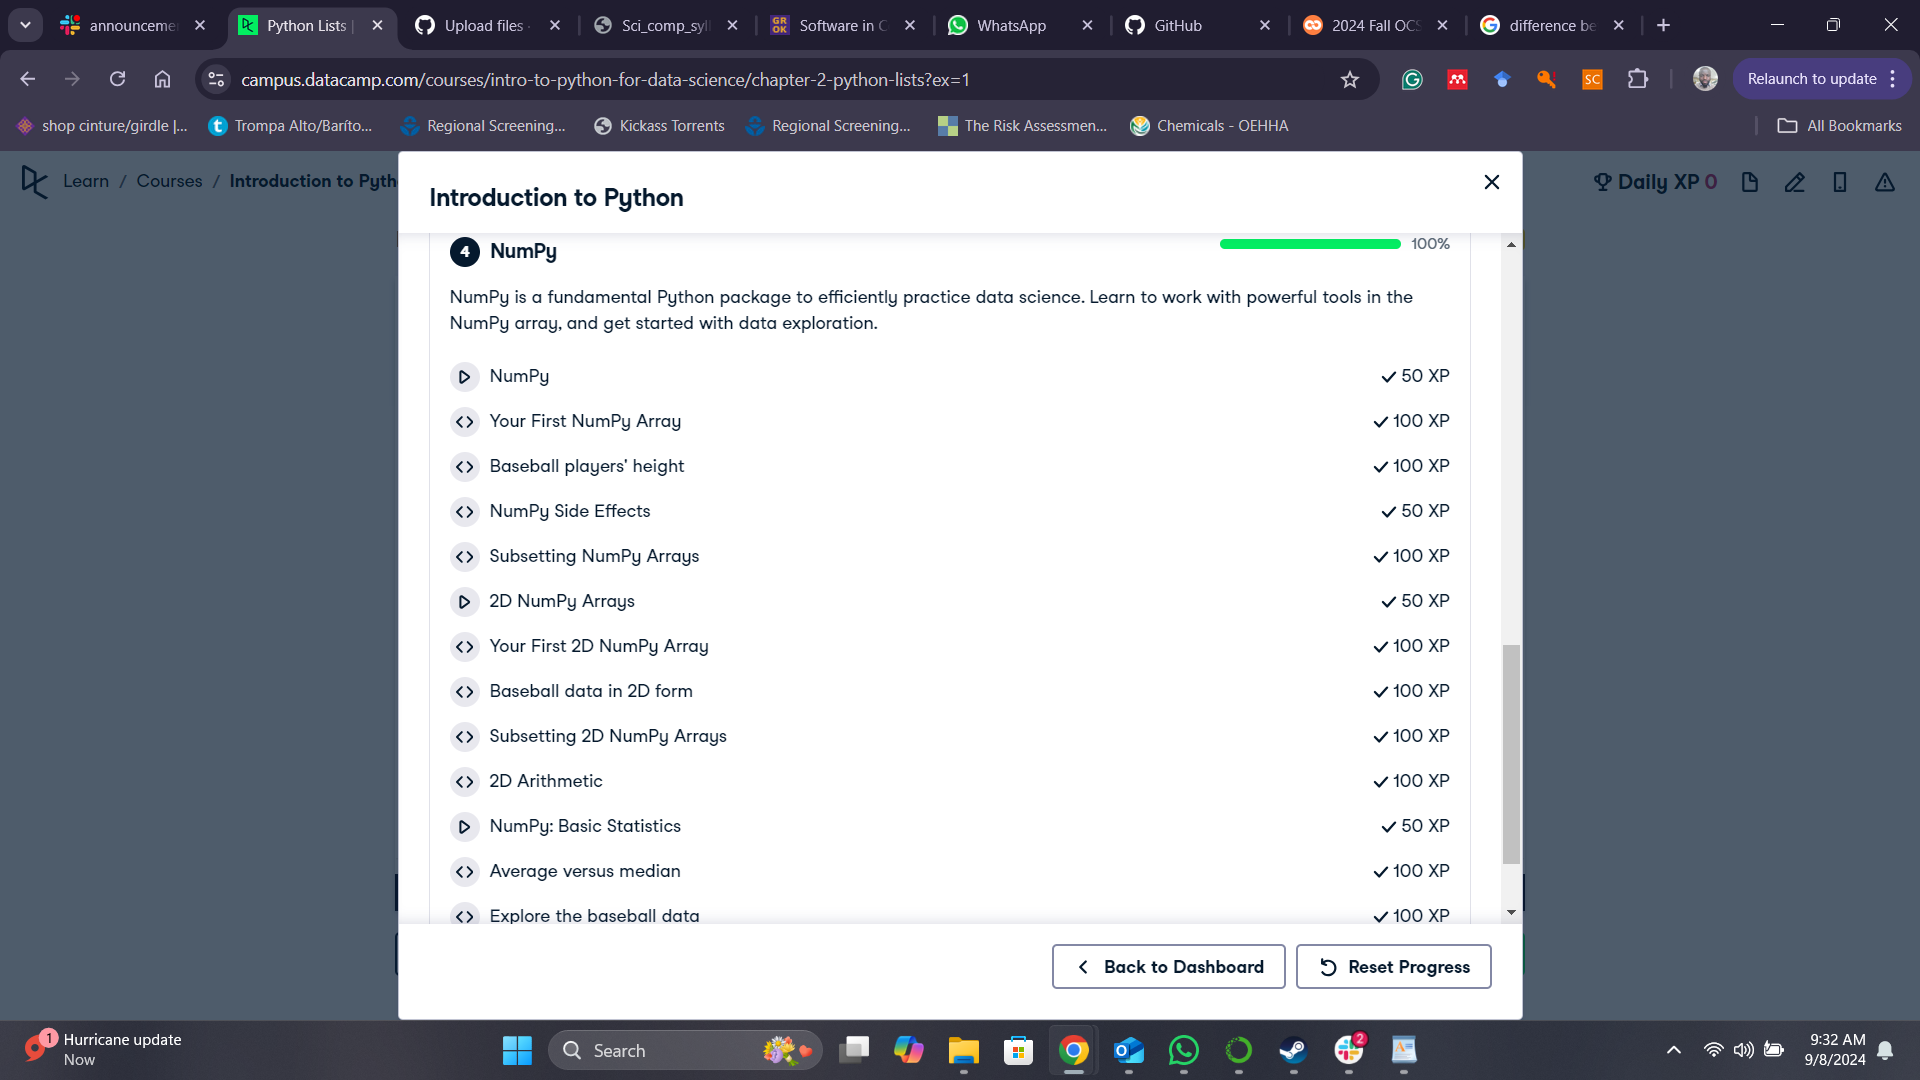 announcemen
Python Lists |
Upload files ·
Sci_comp_syll
GR
OK
Software in C
WhatsApp
GitHub
2024 Fall OCS
difference be
campus.datacamp.com/courses/intro-to-python-for-data-science/chapter-2-python-lists?ex=1
SC
Relaunch to update
shop cinture/girdle |...
Trompa Alto/Baríto...
Regional Screening...
Kickass Torrents
Regional Screening...
The Risk Assessmen...
Chemicals - OEHHA
All Bookmarks
Learn / Courses / Introduction to Pyth
Daily XP 0
Introduction to Python
4 NumPy
100%
NumPy is a fundamental Python package to efficiently practice data science. Learn to work with powerful tools in the
NumPy array, and get started with data exploration.
NumPy 50 XP
Your First NumPy Array 100 XP
Baseball players' height 100 XP
NumPy Side Effects 50 XP
Subsetting NumPy Arrays 100 XP
2D NumPy Arrays 50 XP
Your First 2D NumPy Array 100 XP
Baseball data in 2D form 100 XP
Subsetting 2D NumPy Arrays 100 XP
2D Arithmetic 100 XP
NumPy: Basic Statistics 50 XP
Average versus median 100 XP
Explore the baseball data 100 XP
Back to Dashboard
Reset Progress
1
Hurricane update
Now
Search
2
9:32 AM
9/8/2024